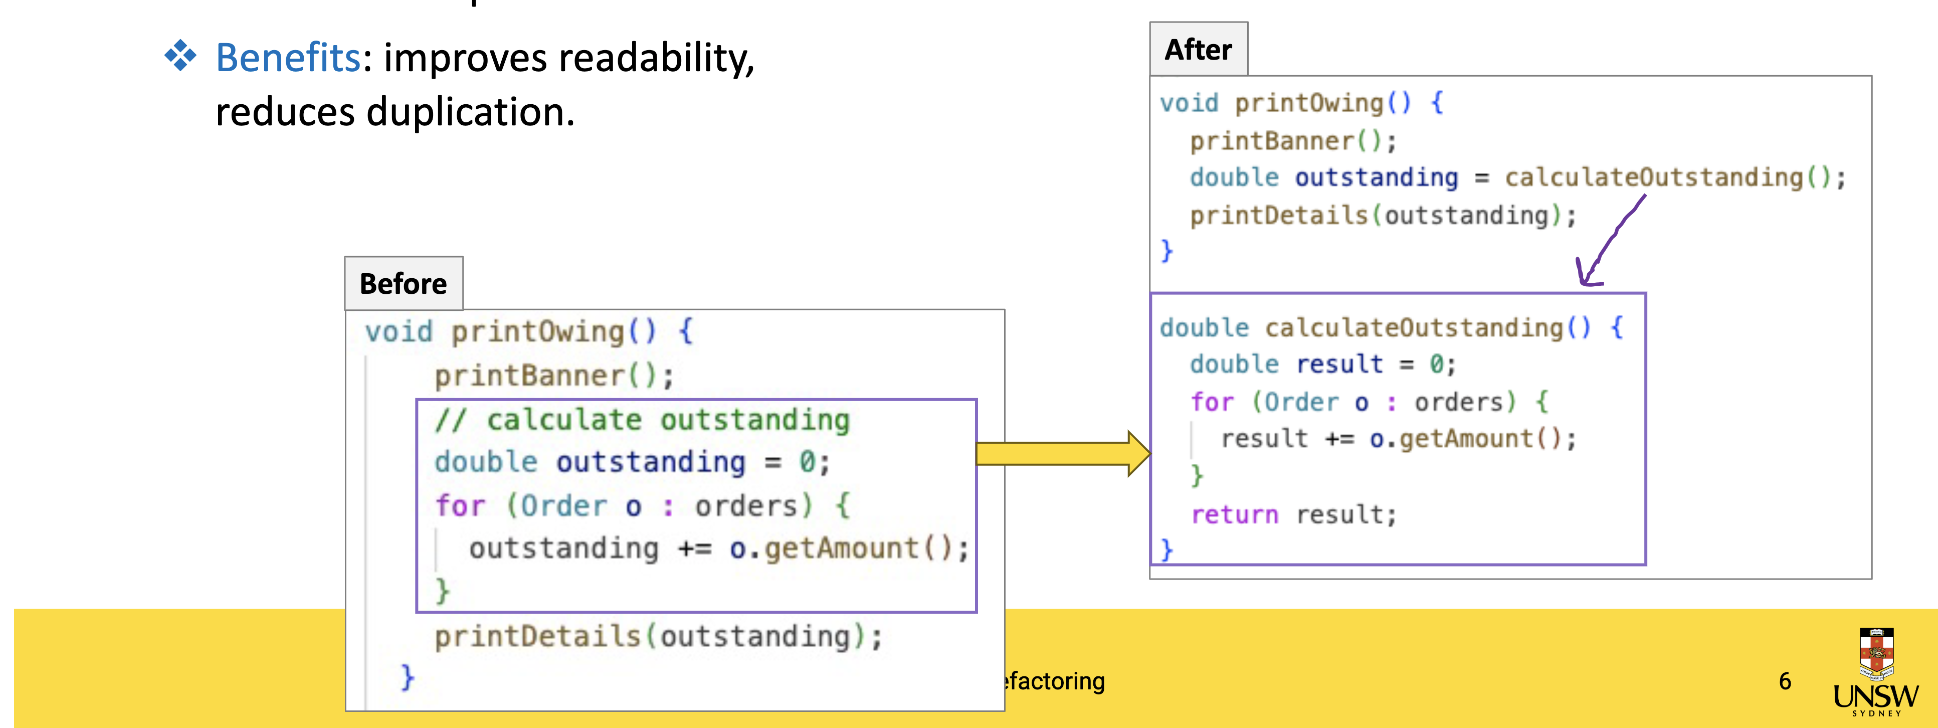 ❖ Benefits: improves readability,
reduces duplication.
Before
void printOwing() {
printBanner();
// calculate outstanding
double outstanding = 0;
for (Order o : orders) {
outstanding += o.getAmount();
}
printDetails(outstanding);
}
After
void printOwing() {
printBanner();
double outstanding = calculateOutstanding();
printDetails(outstanding);
}
double calculateOutstanding() {
double result = 0;
for (Order o : orders) {
result += o.getAmount();
}
return result;
}
efactoring
6
UNSW
SYDNEY